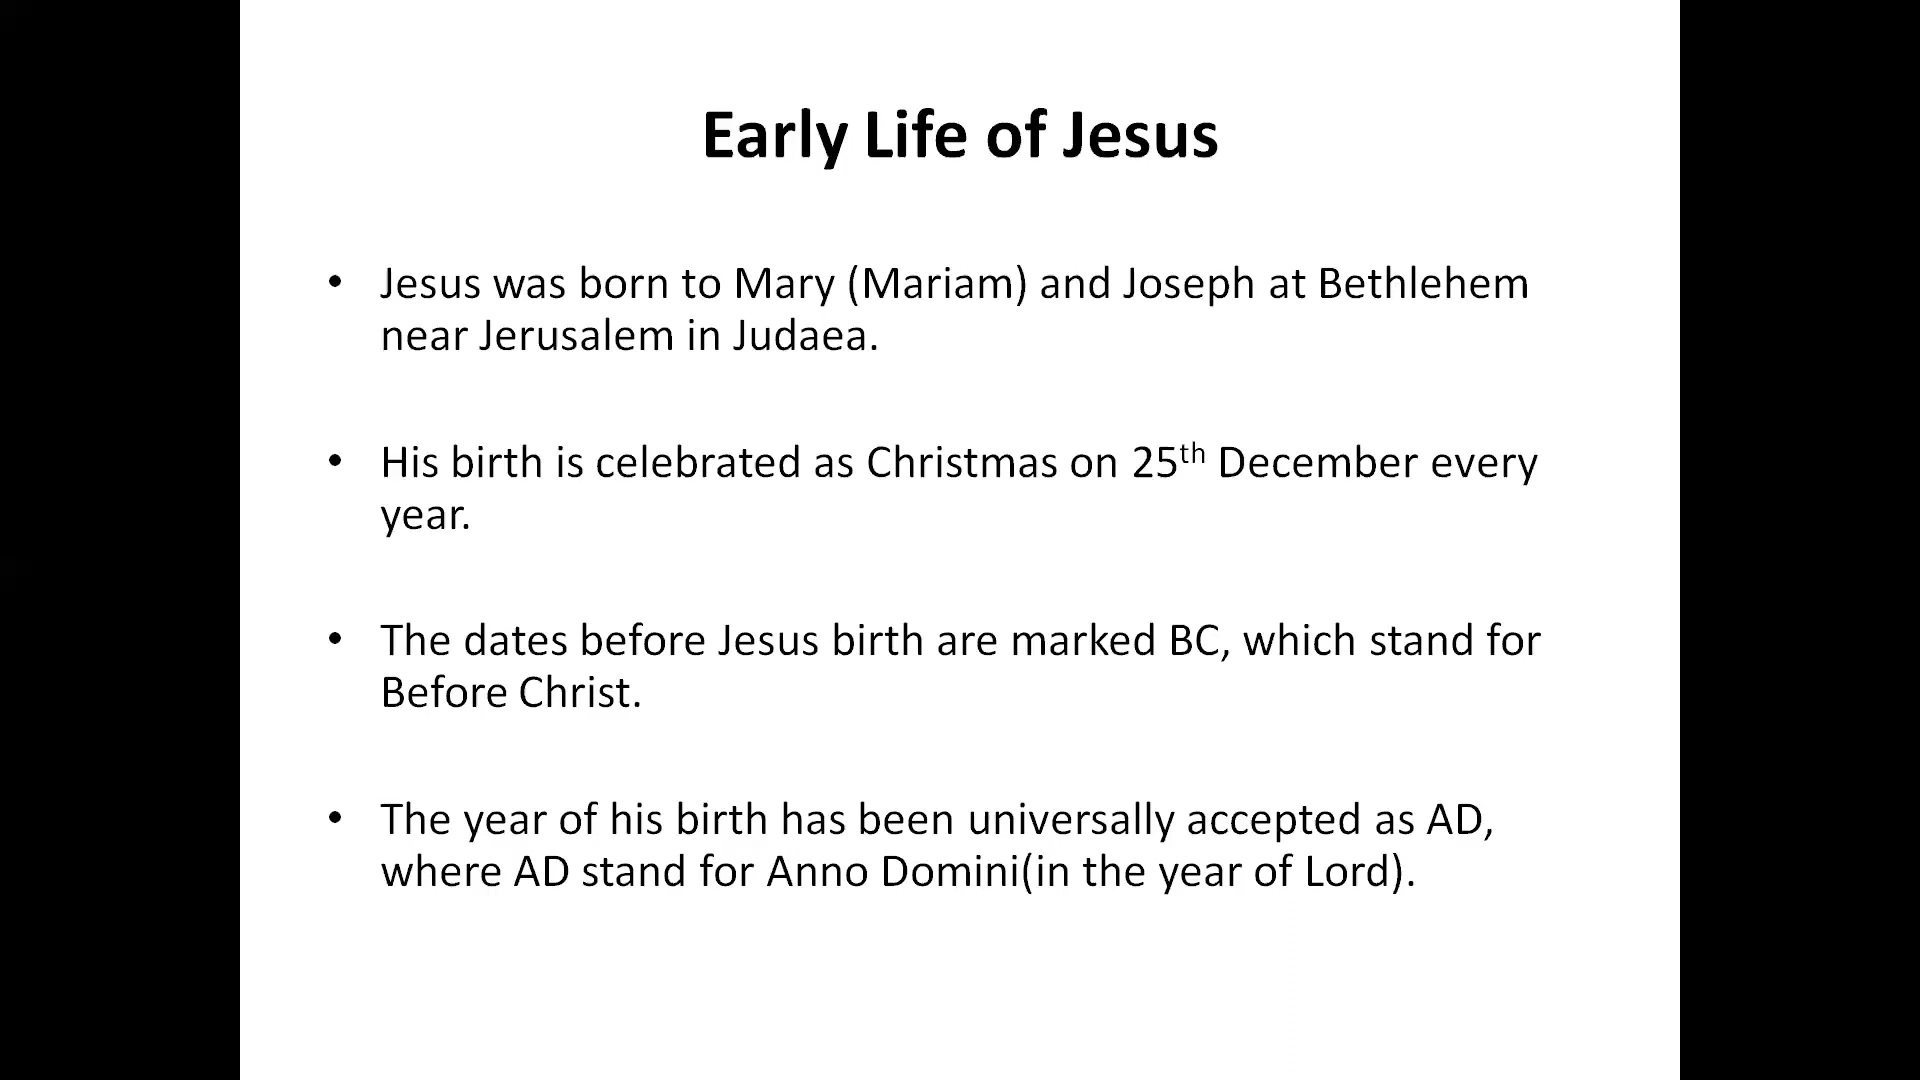 Early Life of Jesus
• Jesus was born to Mary (Mariam) and Joseph at Bethlehem
near Jerusalem in Judaea.
• His birth is celebrated as Christmas on 25th December every
year.
• The dates before Jesus birth are marked BC, which stand for
Before Christ.
• The year of his birth has been universally accepted as AD,
where AD stand for Anno Domini(in the year of Lord).